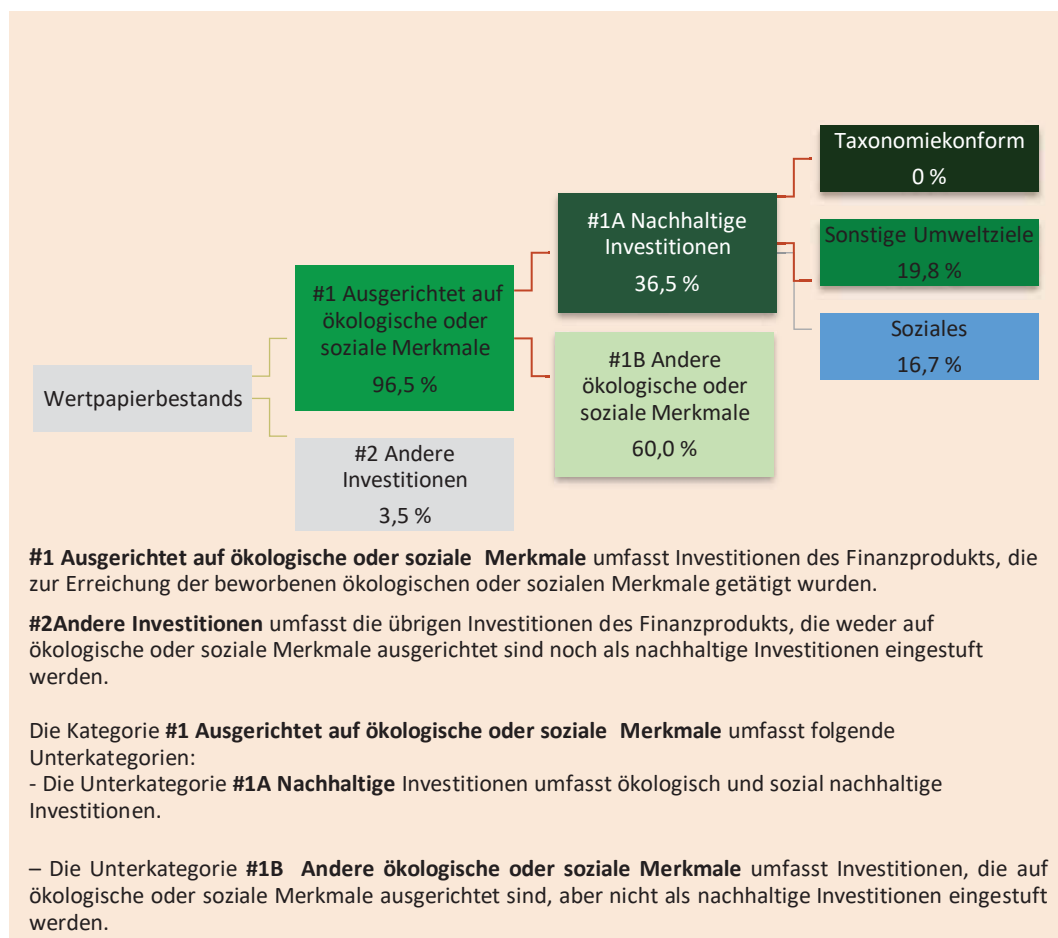 Taxonomiekonform
0 %
#1A Nachhaltige
Investitionen
36,5 %
Sonstige Umweltziele
19,8 %
#1 Ausgerichtet auf
ökologische oder
soziale Merkmale
96,5 %
Soziales
16,7 %
#1B Andere
ökologische oder
soziale Merkmale
60,0 %
Wertpapierbestands
#2 Andere
Investitionen
3,5 %
#1 Ausgerichtet auf ökologische oder soziale Merkmale umfasst Investitionen des Finanzprodukts, die
zur Erreichung der beworbenen ökologischen oder sozialen Merkmale getätigt wurden.
#2Andere Investitionen umfasst die übrigen Investitionen des Finanzprodukts, die weder auf
ökologische oder soziale Merkmale ausgerichtet sind noch als nachhaltige Investitionen eingestuft
werden.
Die Kategorie #1 Ausgerichtet auf ökologische oder soziale Merkmale umfasst folgende
Unterkategorien:
- Die Unterkategorie #1A Nachhaltige Investitionen umfasst ökologisch und sozial nachhaltige
Investitionen.
– Die Unterkategorie #1B Andere ökologische oder soziale Merkmale umfasst Investitionen, die auf
ökologische oder soziale Merkmale ausgerichtet sind, aber nicht als nachhaltige Investitionen eingestuft
werden.